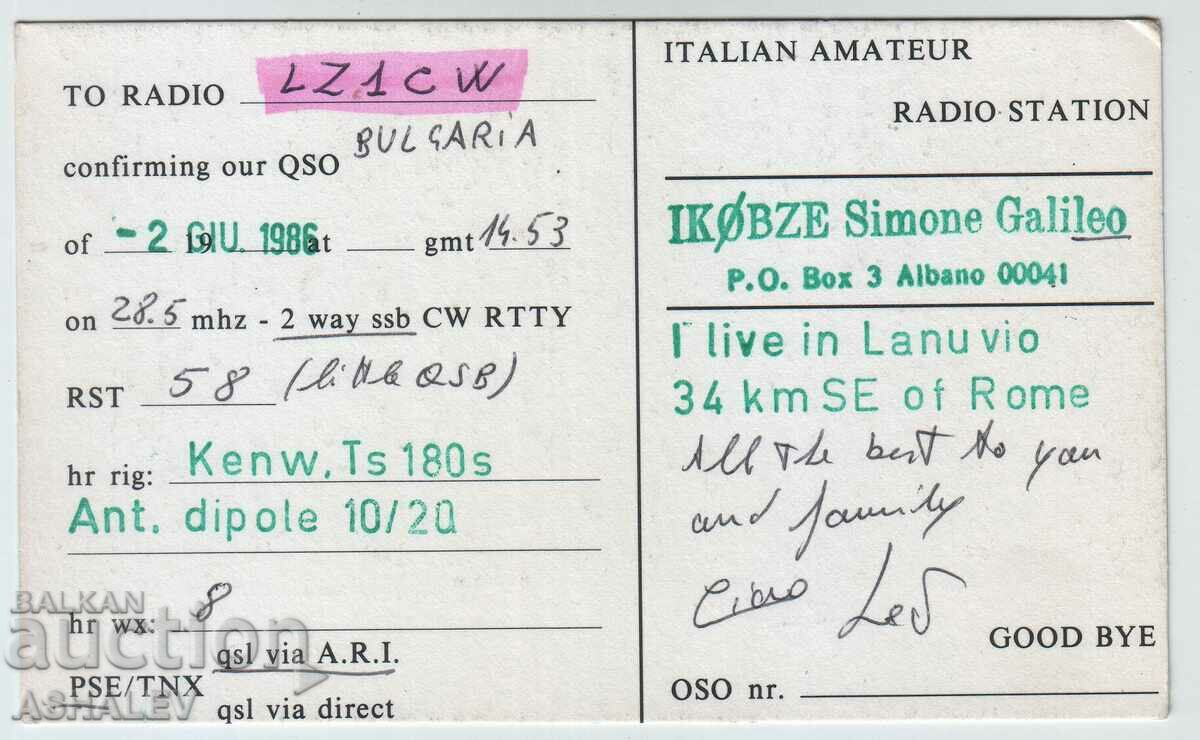 TO RADIO LZ1CW
BULGARiA
confirming our QSO
of -2 GIU. 1986 19 at gmt 14.53
on 28.5 mhz - 2 way ssb CW RTTY
RST 58 (little QSB)
hr rig: Kenw, Ts 180s
Ant. dipole 10/20
hr wx: 8
qsl via A.R.I.
PSE/TNX
qsl via direct
ITALIAN AMATEUR
RADIO STATION
IKØBZE Simone Galileo
P.O. Box 3 Albano 00041
I live in Lanuvio
34 km SE of Rome
All the best to you
and family
Ciao Leo
GOOD BYE
OSO nr.
BALKAN
auction
ASHALEV